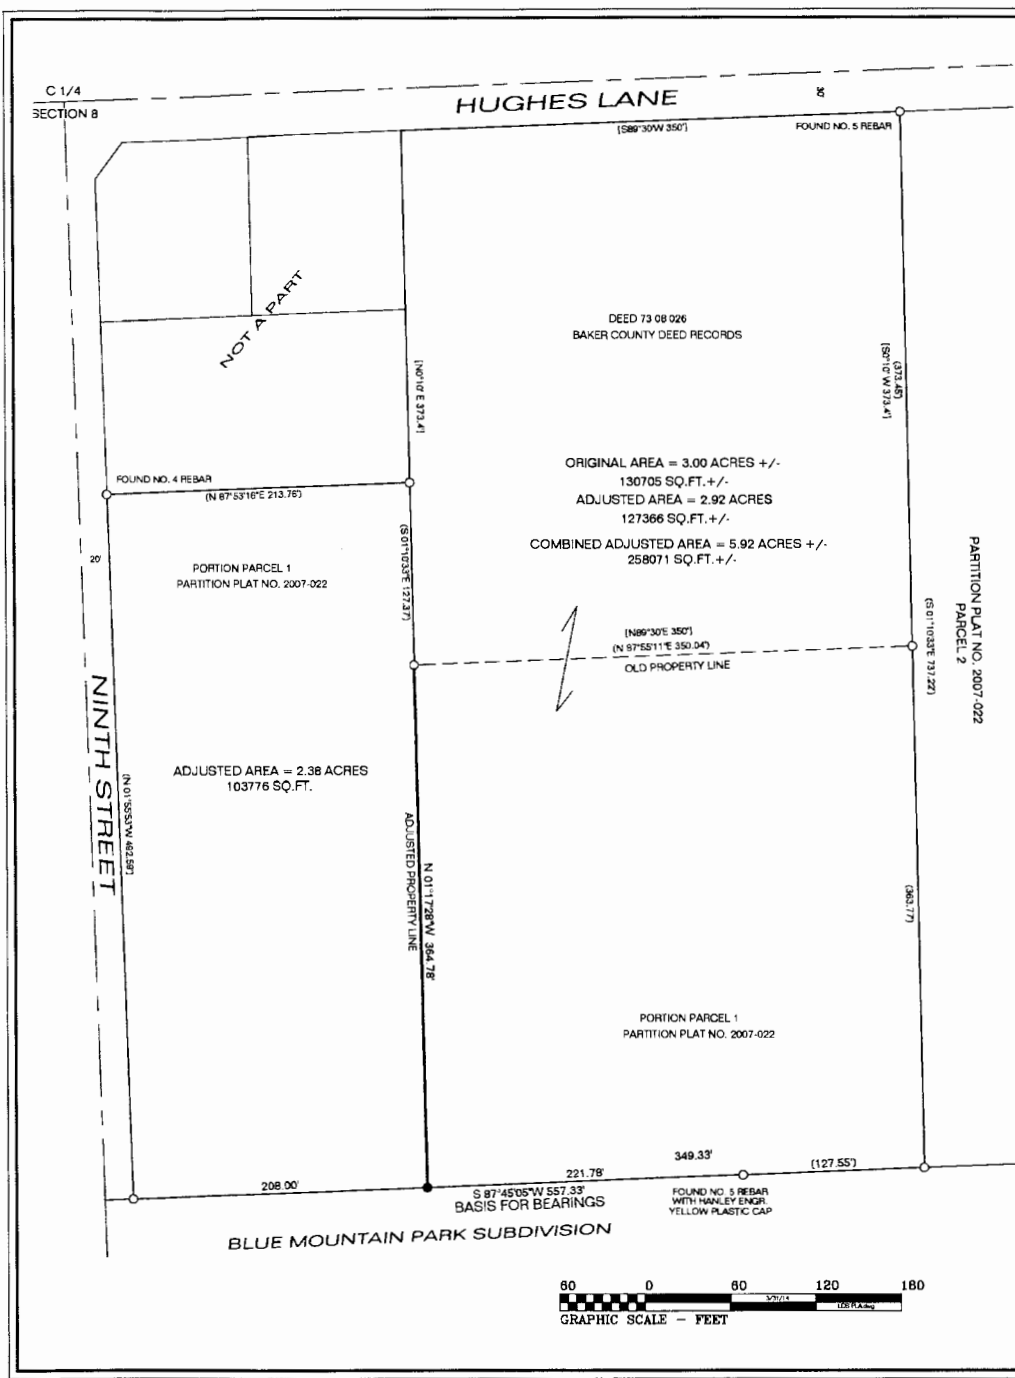 C 1/4
SECTION 8
HUGHES LANE
[S89°30'W 350']
FOUND NO. 5 REBAR
NOT A PART
DEED 73 08 026
BAKER COUNTY DEED RECORDS
[N0°10' E 373.4']
(373.45')
[S0°10' W 373.4']
ORIGINAL AREA = 3.00 ACRES +/-
130705 SQ.FT.+/-
ADJUSTED AREA = 2.92 ACRES
127366 SQ.FT.+/-
COMBINED ADJUSTED AREA = 5.92 ACRES +/-
258071 SQ.FT.+/-
FOUND NO. 4 REBAR
(N 87°53'16"E 213.76')
(S 01°10'33"E 127.37')
20'
PORTION PARCEL 1
PARTITION PLAT NO. 2007-022
[N89°30'E 350']
(N 87°55'11"E 350.04')
OLD PROPERTY LINE
(S 01°10'33"E 737.22')
PARTITION PLAT NO. 2007-022
PARCEL 2
NINTH STREET
(N 01°55'53"W 492.59')
ADJUSTED AREA = 2.38 ACRES
103776 SQ.FT.
ADJUSTED PROPERTY LINE
N 01°17'28"W 364.78'
(363.77')
PORTION PARCEL 1
PARTITION PLAT NO. 2007-022
208.00'
221.78'
349.33'
(127.55')
S 87°45'05"W 557.33'
BASIS FOR BEARINGS
FOUND NO. 5 REBAR
WITH HANLEY ENGR.
YELLOW PLASTIC CAP
BLUE MOUNTAIN PARK SUBDIVISION
60 0 60 120 180
3/31/14
GRAPHIC SCALE - FEET